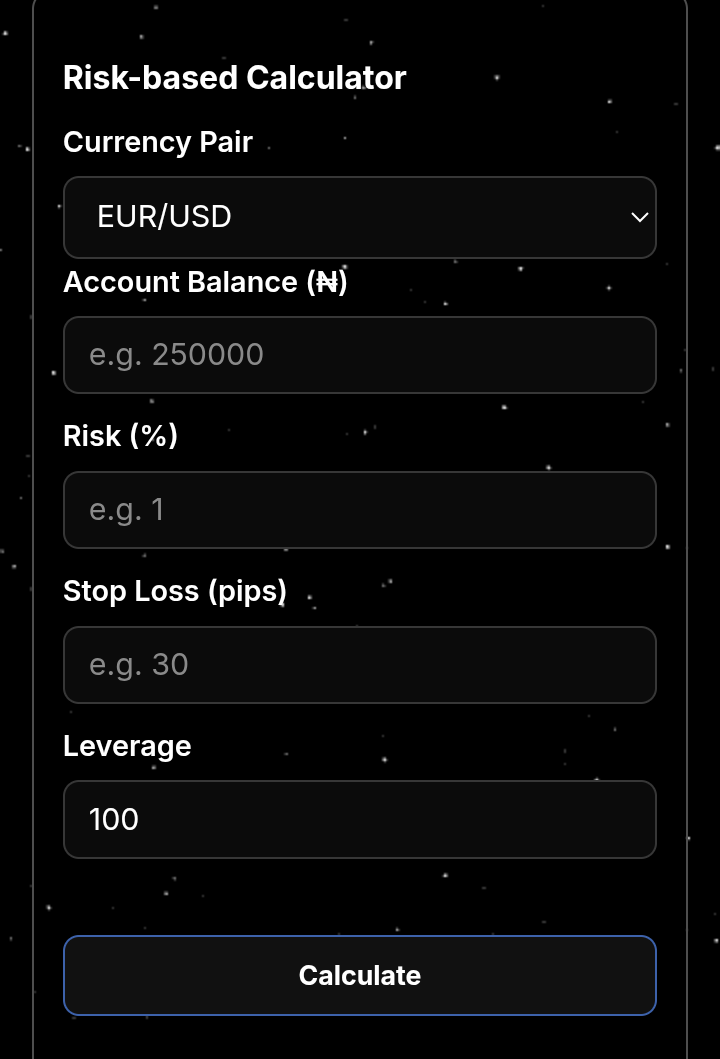 Risk-based Calculator
Currency Pair
EUR/USD
Account Balance (₦)
e.g. 250000
Risk (%)
e.g. 1
Stop Loss (pips)
e.g. 30
Leverage
100
Calculate